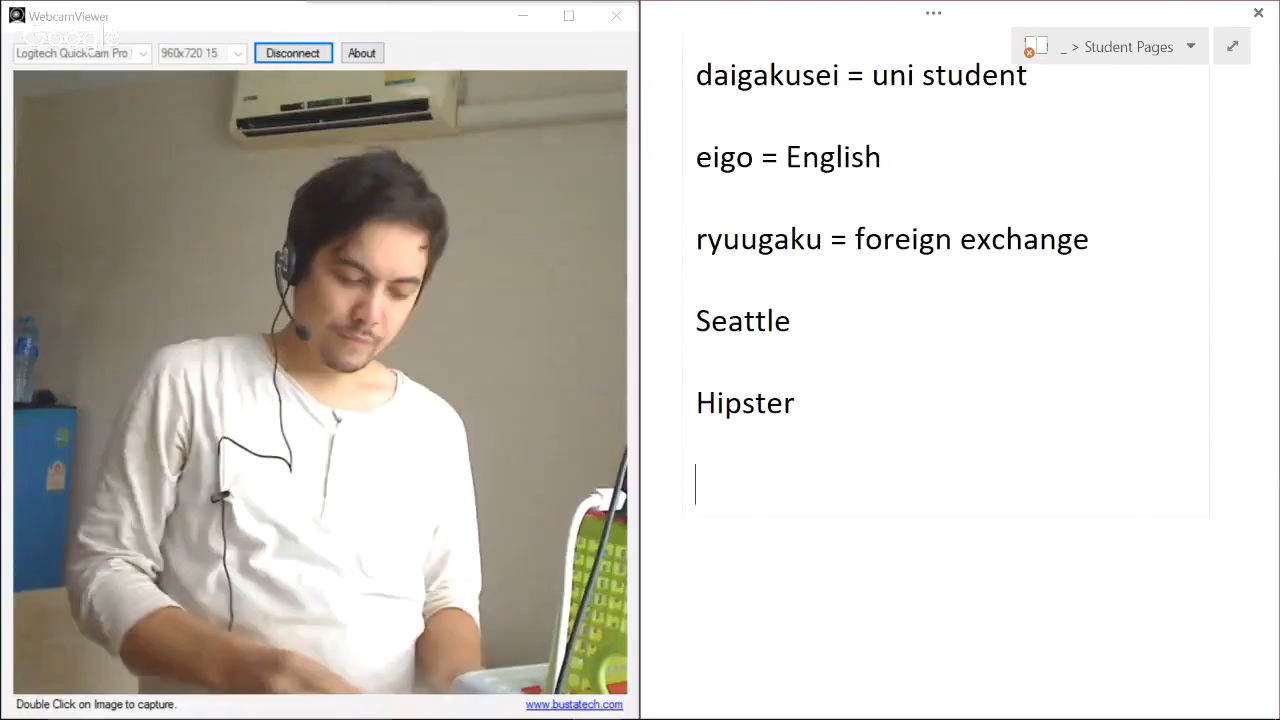 WebcamViewer
Google
Logitech QuickCam Pro
960x720 15
Disconnect
About
Double Click on Image to capture.
www.bustatech.com
_ > Student Pages
daigakusei = uni student
eigo = English
ryuugaku = foreign exchange
Seattle
Hipster